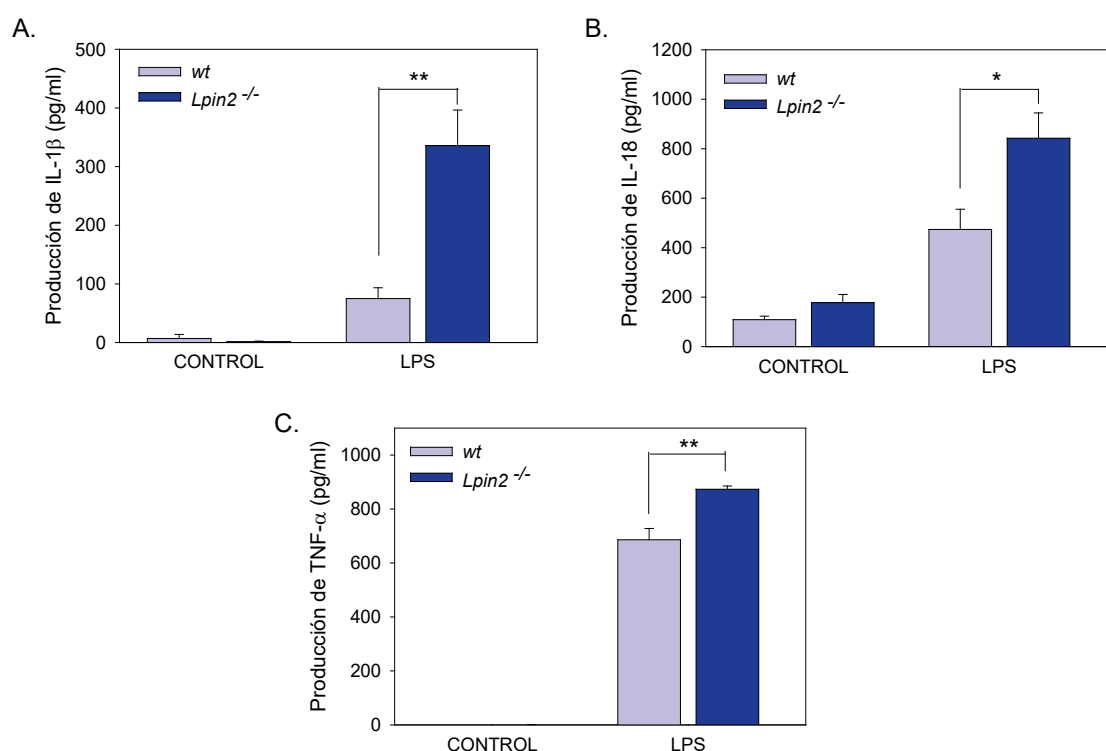 A.
Producción de IL-1β (pg/ml)
500
400
300
200
100
0
wt
Lpin2 -/-
**
CONTROL
LPS
B.
Producción de IL-18 (pg/ml)
1200
1000
800
600
400
200
0
wt
Lpin2 -/-
*
CONTROL
LPS
C.
Producción de TNF-α (pg/ml)
1000
800
600
400
200
0
wt
Lpin2 -/-
**
CONTROL
LPS